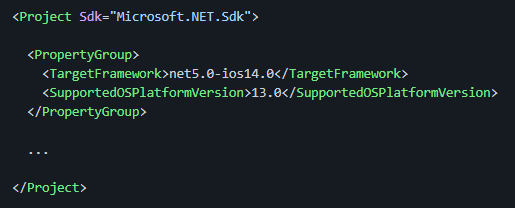 <Project Sdk="Microsoft.NET.Sdk">
<PropertyGroup>
<TargetFramework>net5.0-ios14.0</TargetFramework>
<SupportedOSPlatformVersion>13.0</SupportedOSPlatformVersion>
</PropertyGroup>
...
</Project>